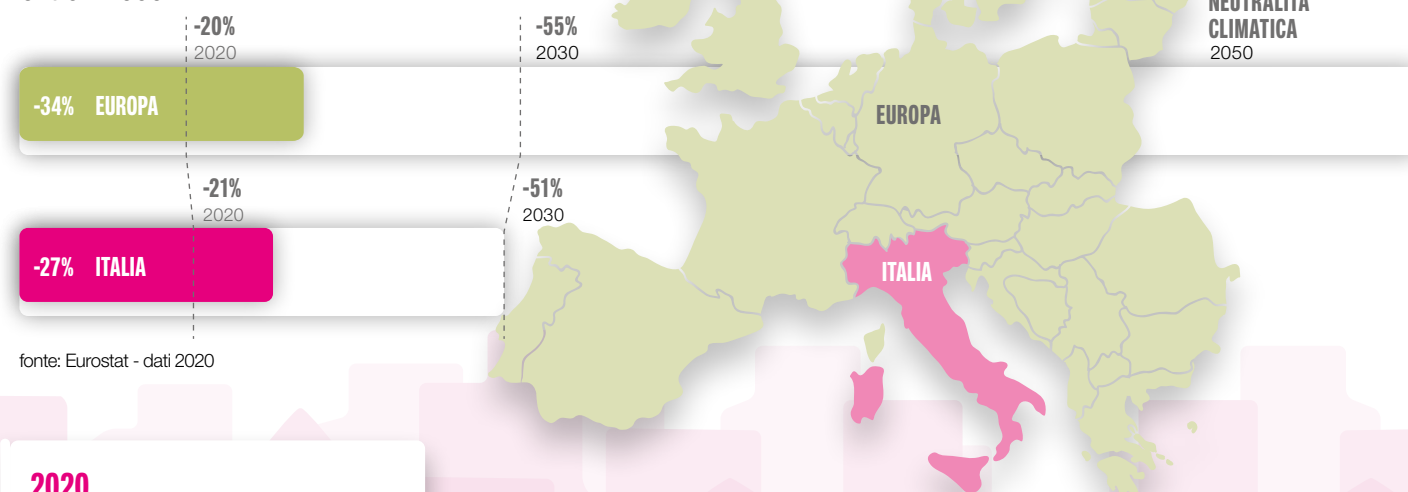 -20%
2020
-55%
2030
NEUTRALITÀ
CLIMATICA
2050
-34% EUROPA
EUROPA
-21%
2020
-51%
2030
-27% ITALIA
ITALIA
fonte: Eurostat - dati 2020
2020